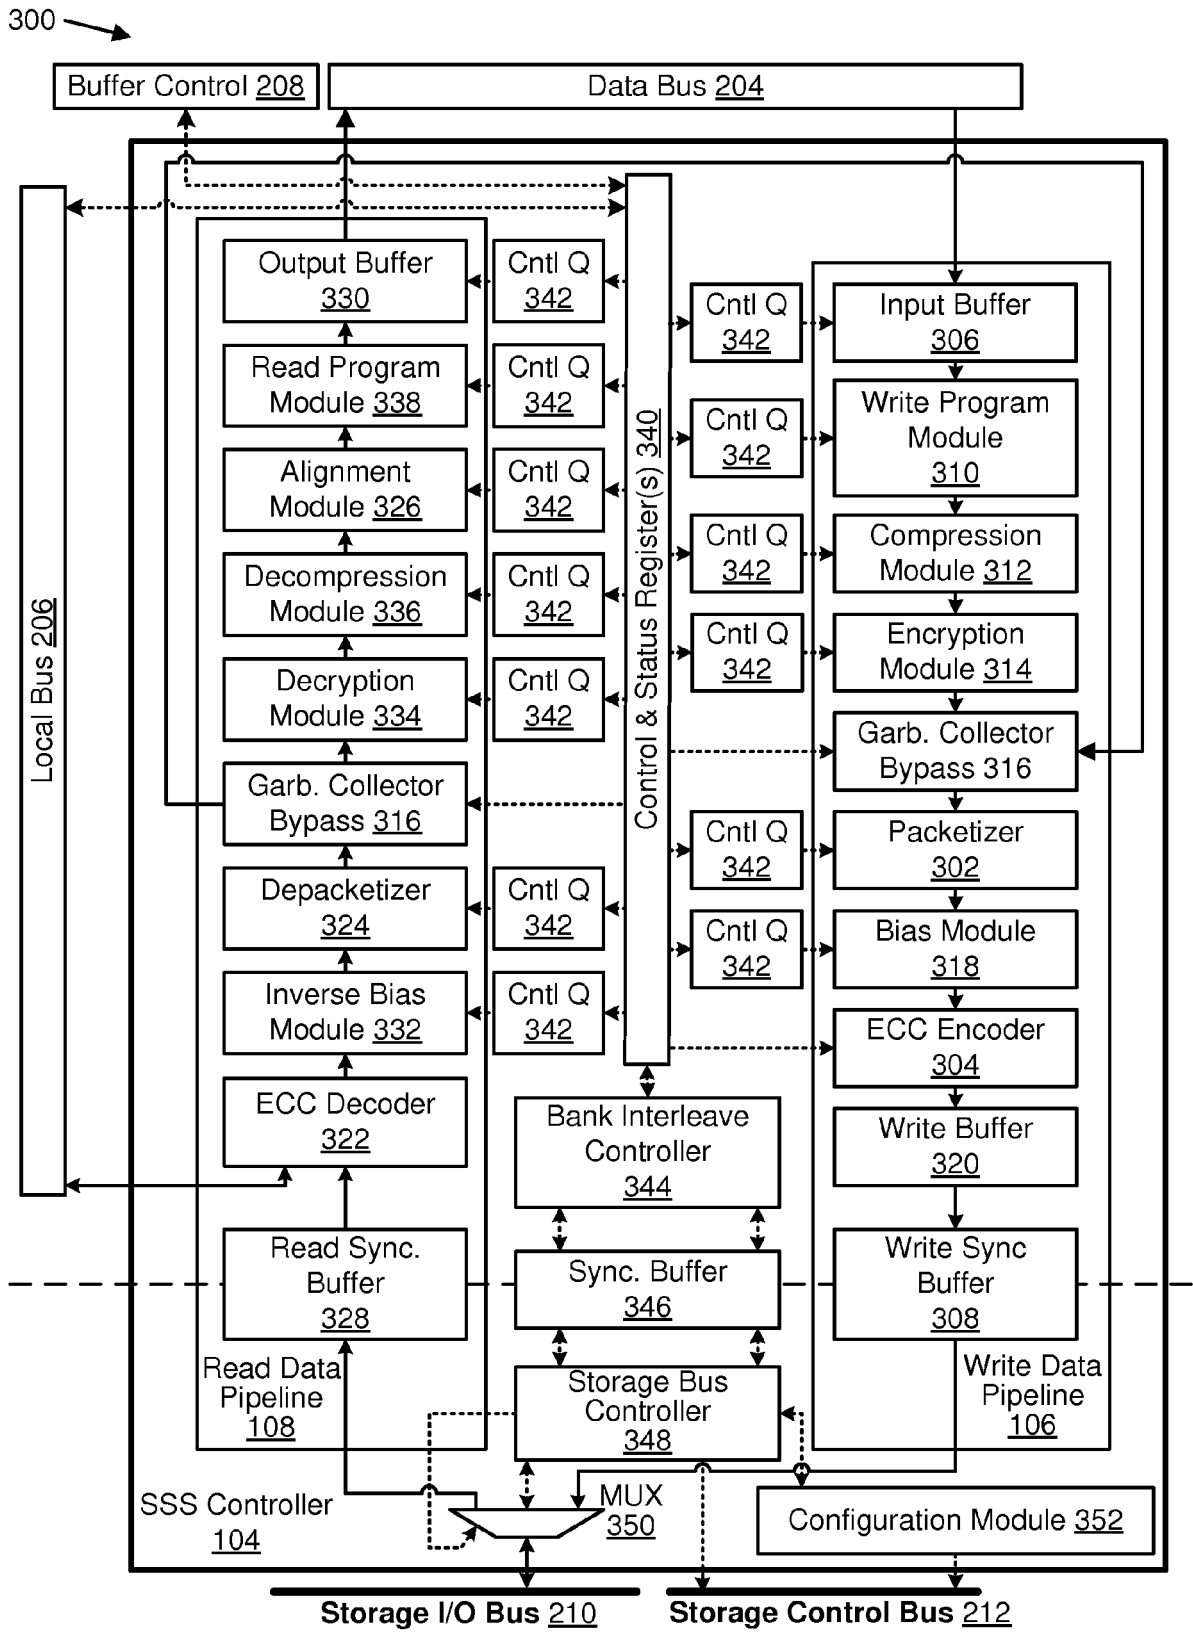 300
Buffer Control 208
Data Bus 204
Local Bus 206
Output Buffer
330
Cntl Q
342
Read Program
Module 338
Cntl Q
342
Alignment
Module 326
Cntl Q
342
Decompression
Module 336
Cntl Q
342
Decryption
Module 334
Cntl Q
342
Garb. Collector
Bypass 316
Depacketizer
324
Cntl Q
342
Inverse Bias
Module 332
Cntl Q
342
ECC Decoder
322
Read Sync.
Buffer
328
Read Data
Pipeline
108
Control & Status Register(s) 340
Bank Interleave
Controller
344
Sync. Buffer
346
Storage Bus
Controller
348
Cntl Q
342
Input Buffer
306
Cntl Q
342
Write Program
Module
310
Cntl Q
342
Compression
Module 312
Cntl Q
342
Encryption
Module 314
Garb. Collector
Bypass 316
Cntl Q
342
Packetizer
302
Cntl Q
342
Bias Module
318
ECC Encoder
304
Write Buffer
320
Write Sync
Buffer
308
Write Data
Pipeline
106
SSS Controller
104
MUX
350
Configuration Module 352
Storage I/O Bus 210
Storage Control Bus 212